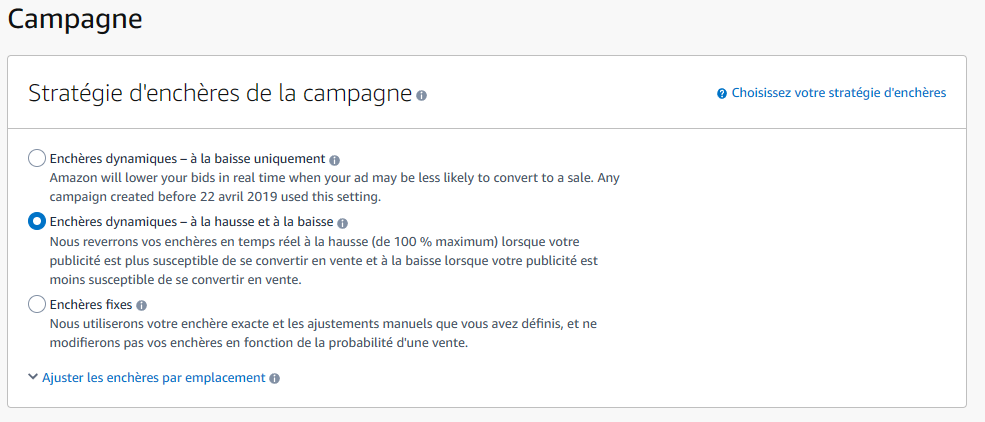 Campagne
Stratégie d'enchères de la campagne
Choisissez votre stratégie d'enchères
Enchères dynamiques – à la baisse uniquement
Amazon will lower your bids in real time when your ad may be less likely to convert to a sale. Any
campaign created before 22 avril 2019 used this setting.
Enchères dynamiques – à la hausse et à la baisse
Nous reverrons vos enchères en temps réel à la hausse (de 100 % maximum) lorsque votre
publicité est plus susceptible de se convertir en vente et à la baisse lorsque votre publicité est
moins susceptible de se convertir en vente.
Enchères fixes
Nous utiliserons votre enchère exacte et les ajustements manuels que vous avez définis, et ne
modifierons pas vos enchères en fonction de la probabilité d'une vente.
Ajuster les enchères par emplacement